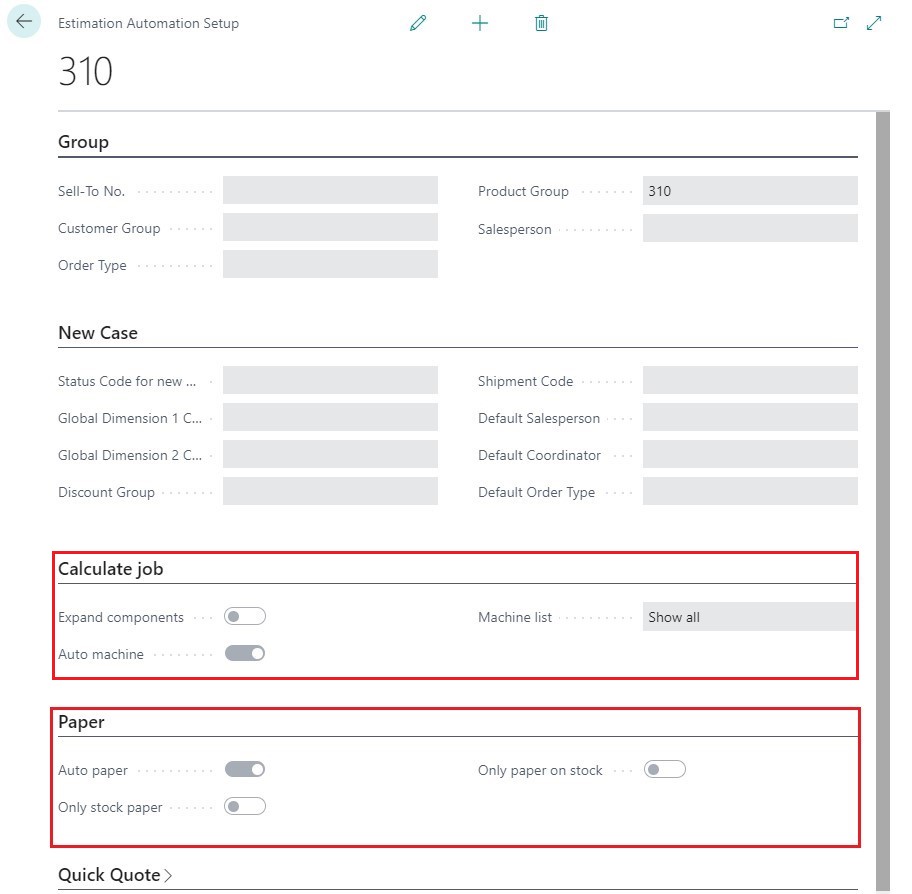 Estimation Automation Setup
310
Group
Sell-To No.
Product Group 310
Customer Group
Salesperson
Order Type
New Case
Status Code for new ...
Shipment Code
Global Dimension 1 C...
Default Salesperson
Global Dimension 2 C...
Default Coordinator
Discount Group
Default Order Type
Calculate job
Expand components
Machine list Show all
Auto machine
Paper
Auto paper
Only paper on stock
Only stock paper
Quick Quote